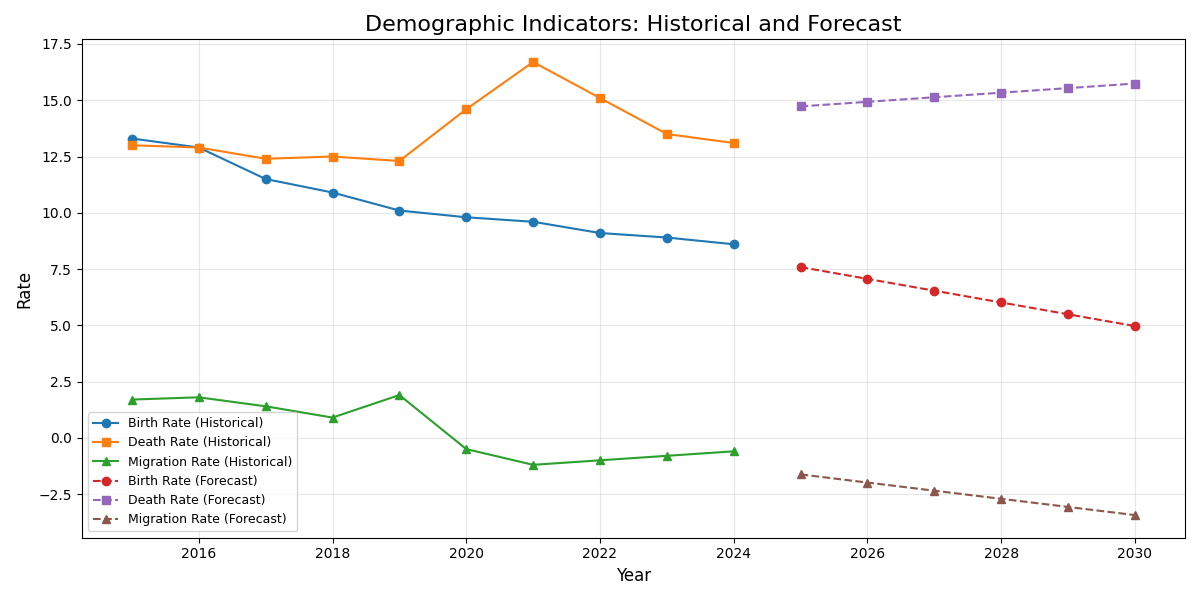 Demographic Indicators: Historical and Forecast
17.5
15.0
12.5
10.0
7.5
5.0
2.5
0.0
−2.5
Rate
Birth Rate (Historical)
Death Rate (Historical)
Migration Rate (Historical)
Birth Rate (Forecast)
Death Rate (Forecast)
Migration Rate (Forecast)
2016 2018 2020 2022 2024 2026 2028 2030
Year